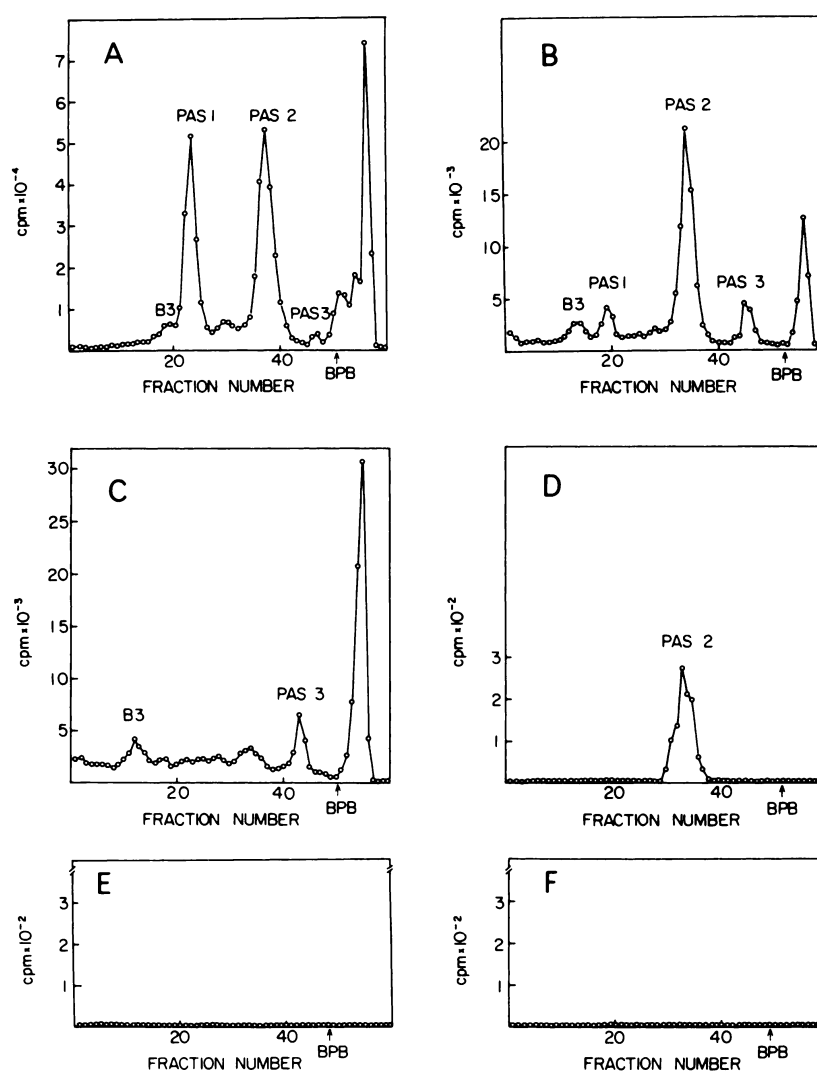 A
cpm×10⁻⁴
7
6
5
4
3
2
1
PAS 1
PAS 2
B3
PAS3
20
40
BPB
FRACTION NUMBER
B
cpm×10⁻³
20
15
10
5
PAS 2
B3
PAS 1
PAS 3
20
40
BPB
FRACTION NUMBER
C
cpm×10⁻³
30
25
20
15
10
5
B3
PAS 3
20
40
BPB
FRACTION NUMBER
D
cpm×10⁻²
3
2
1
PAS 2
20
40
BPB
FRACTION NUMBER
E
cpm×10⁻²
3
2
1
20
40
BPB
FRACTION NUMBER
F
cpm×10⁻²
3
2
1
20
40
BPB
FRACTION NUMBER